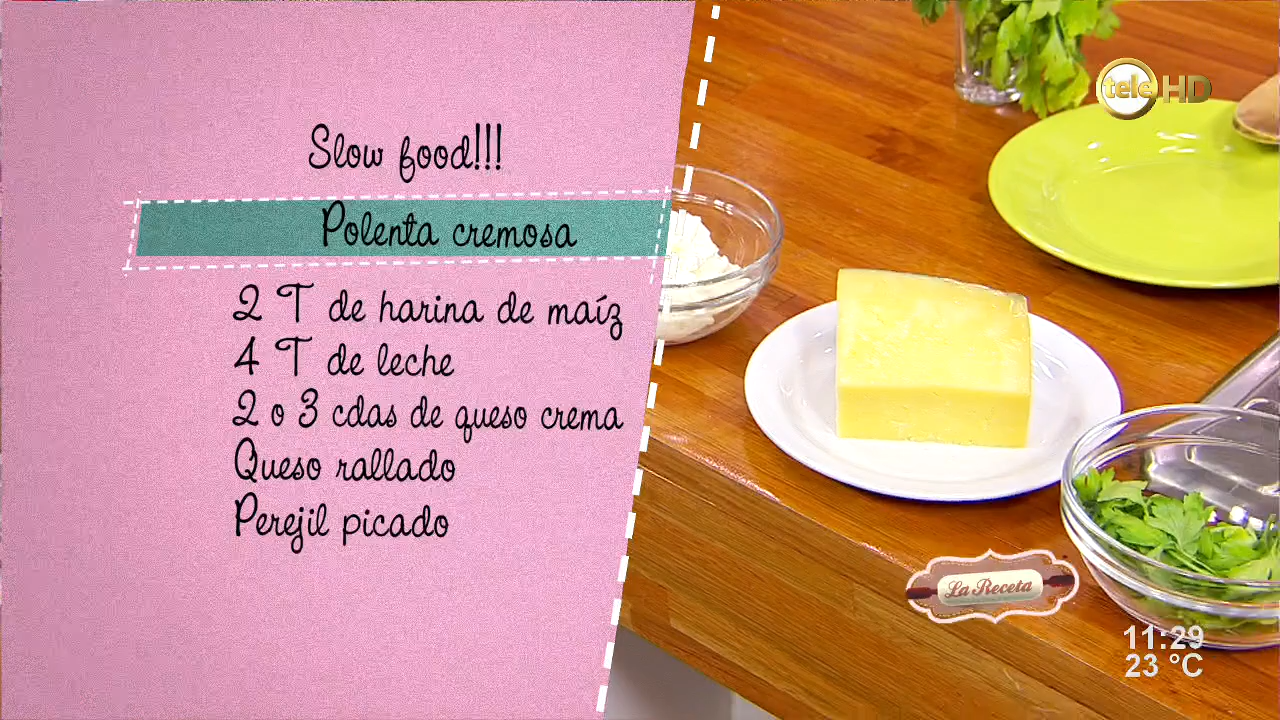 Slow food!!!
Polenta cremosa
2 T de harina de maíz
4 T de leche
2 o 3 cdas de queso crema
Queso rallado
Perejil picado
tele HD
La Receta
11:29
23 °C